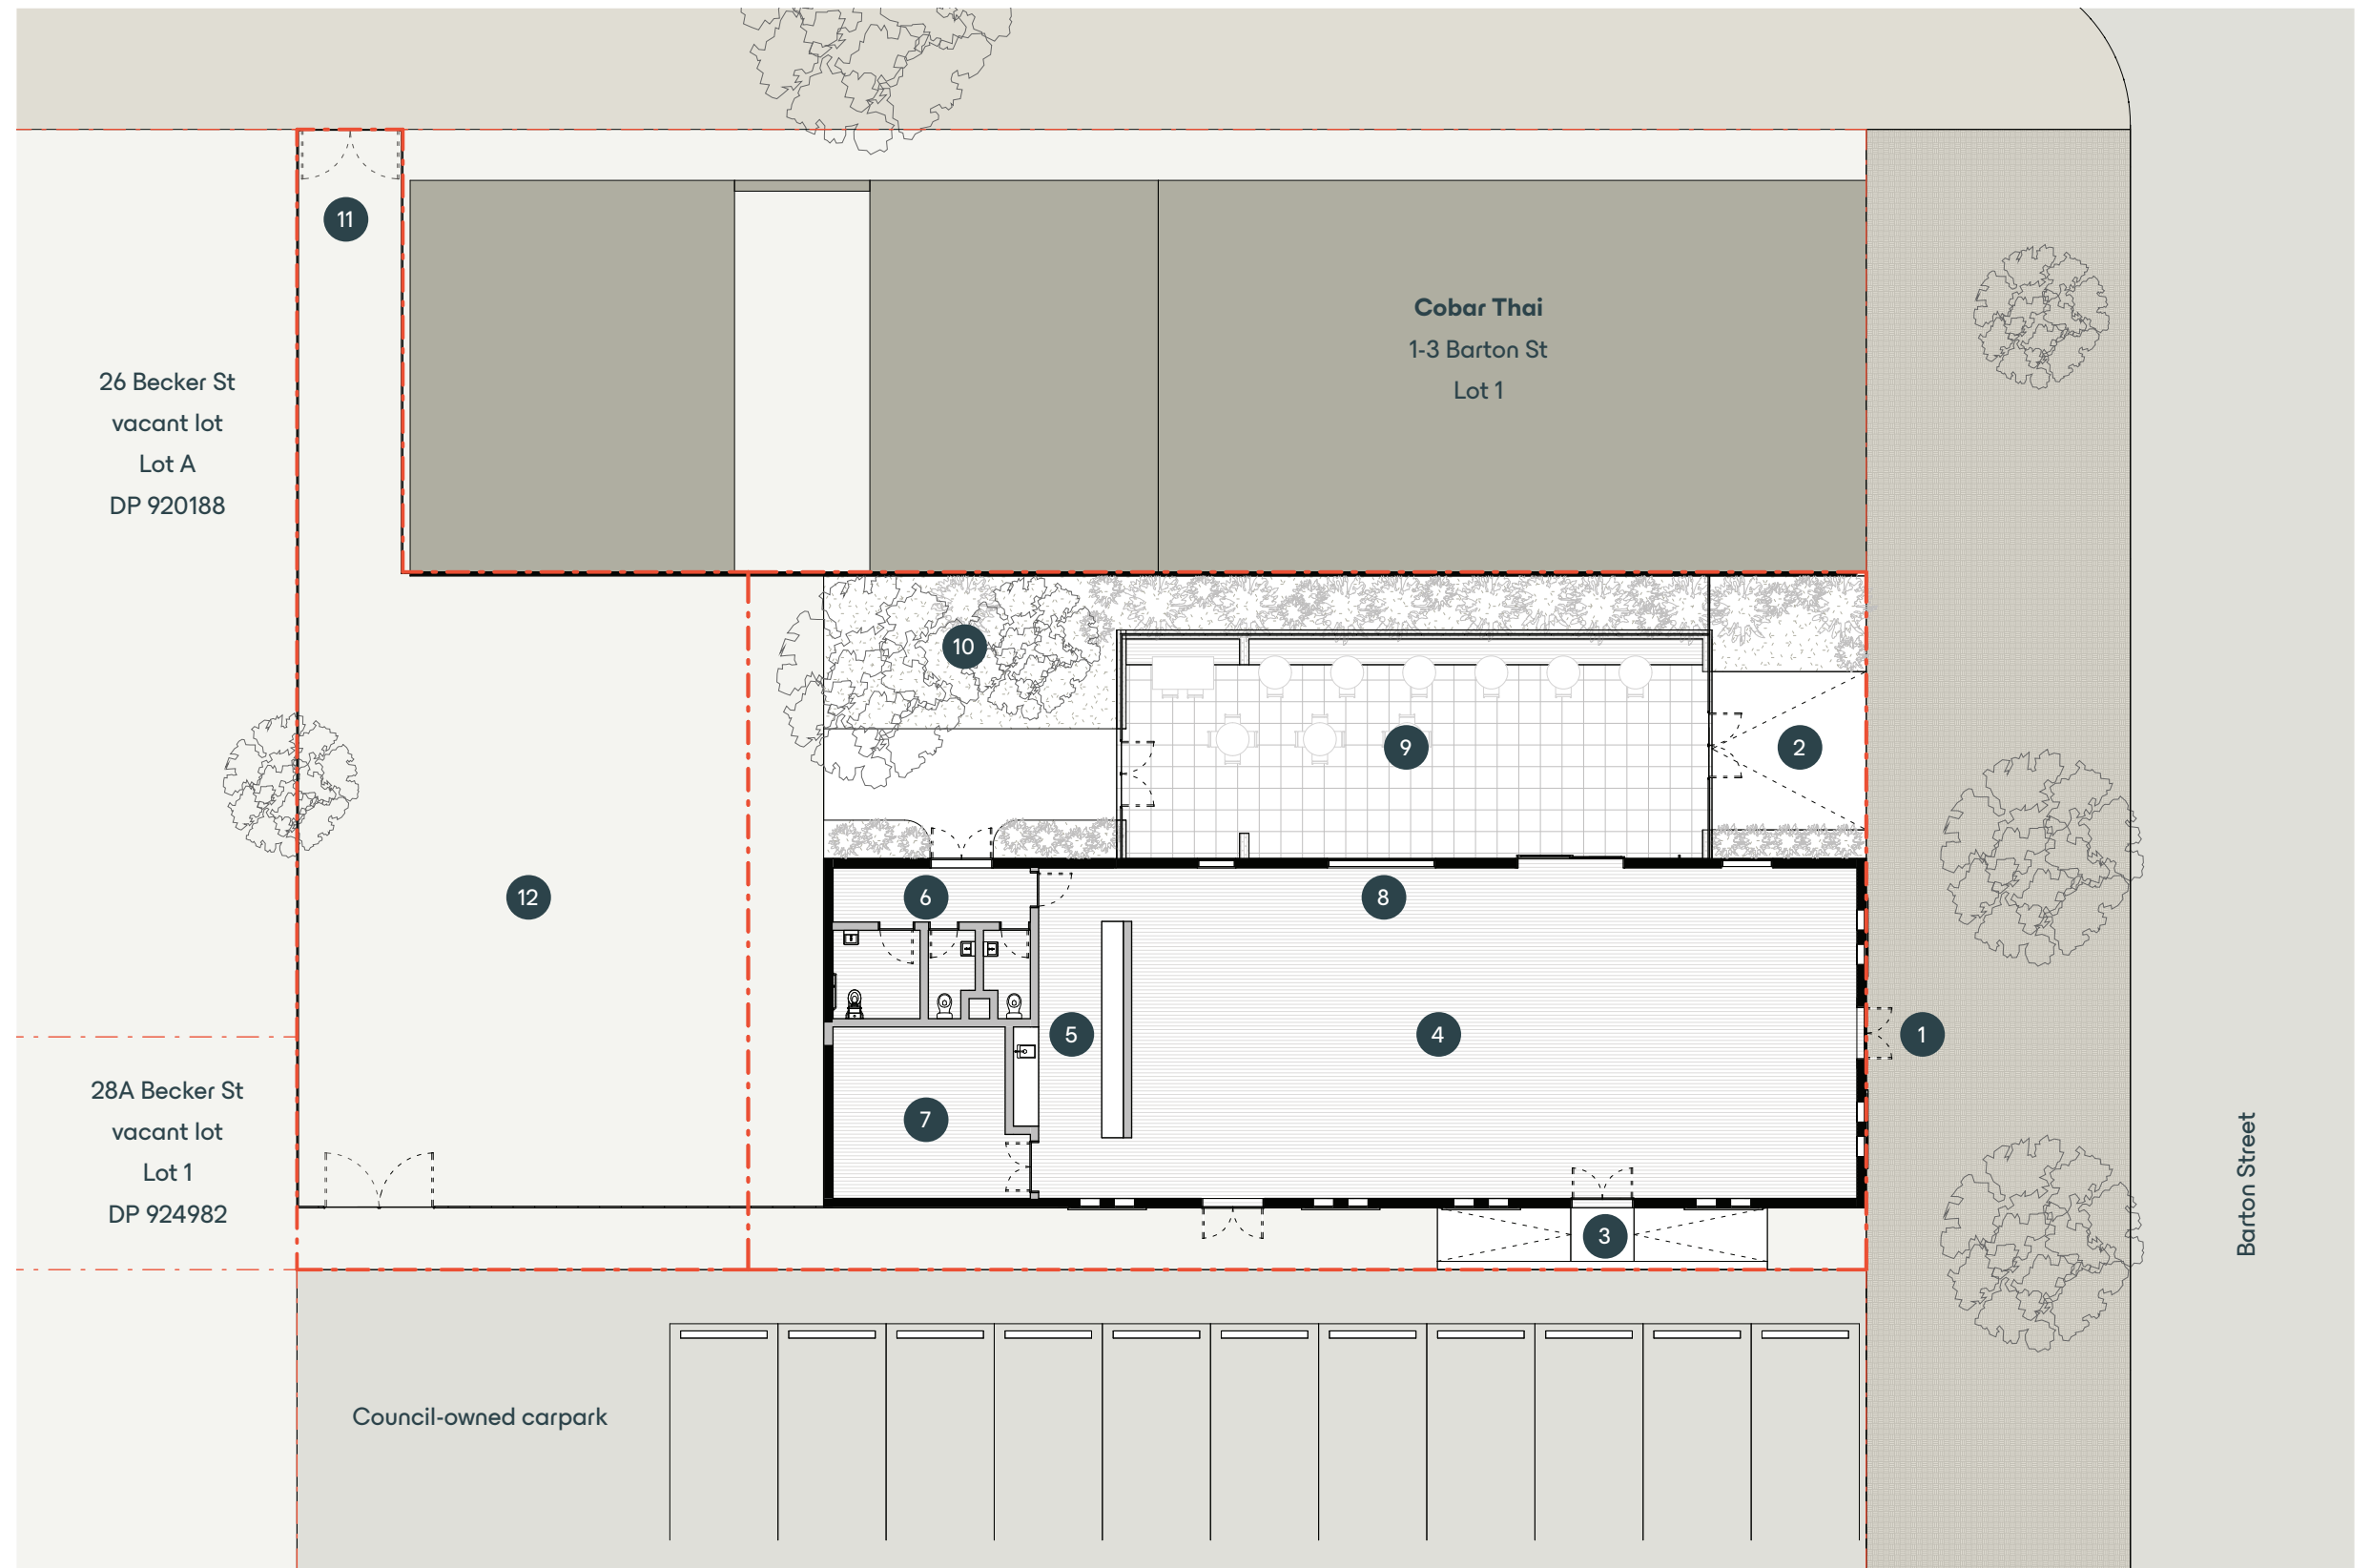 11
Cobar Thai
1-3 Barton St
Lot 1
26 Becker St
vacant lot
Lot A
DP 920188
10
9
2
12
6
8
5
4
1
7
28A Becker St
vacant lot
Lot 1
DP 924982
3
Barton Street
Council-owned carpark